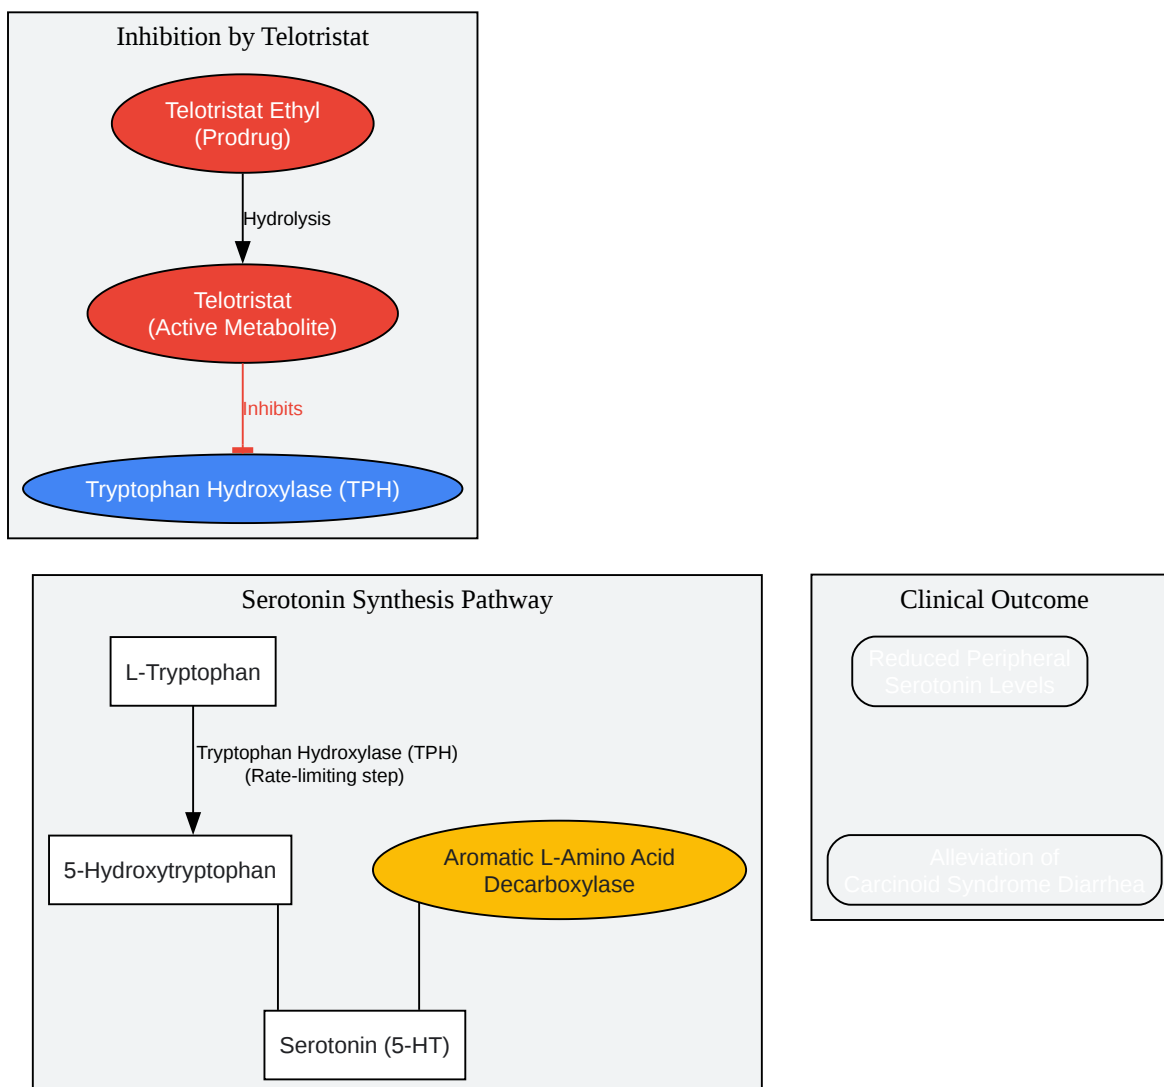 Inhibition by Telotristat
Telotristat Ethyl
(Prodrug)
Hydrolysis
Telotristat
(Active Metabolite)
Inhibits
Tryptophan Hydroxylase (TPH)
Serotonin Synthesis Pathway
L-Tryptophan
Tryptophan Hydroxylase (TPH)
(Rate-limiting step)
5-Hydroxytryptophan
Aromatic L-Amino Acid
Decarboxylase
Serotonin (5-HT)
Clinical Outcome
Reduced Peripheral
Serotonin Levels
Alleviation of
Carcinoid Syndrome Diarrhea